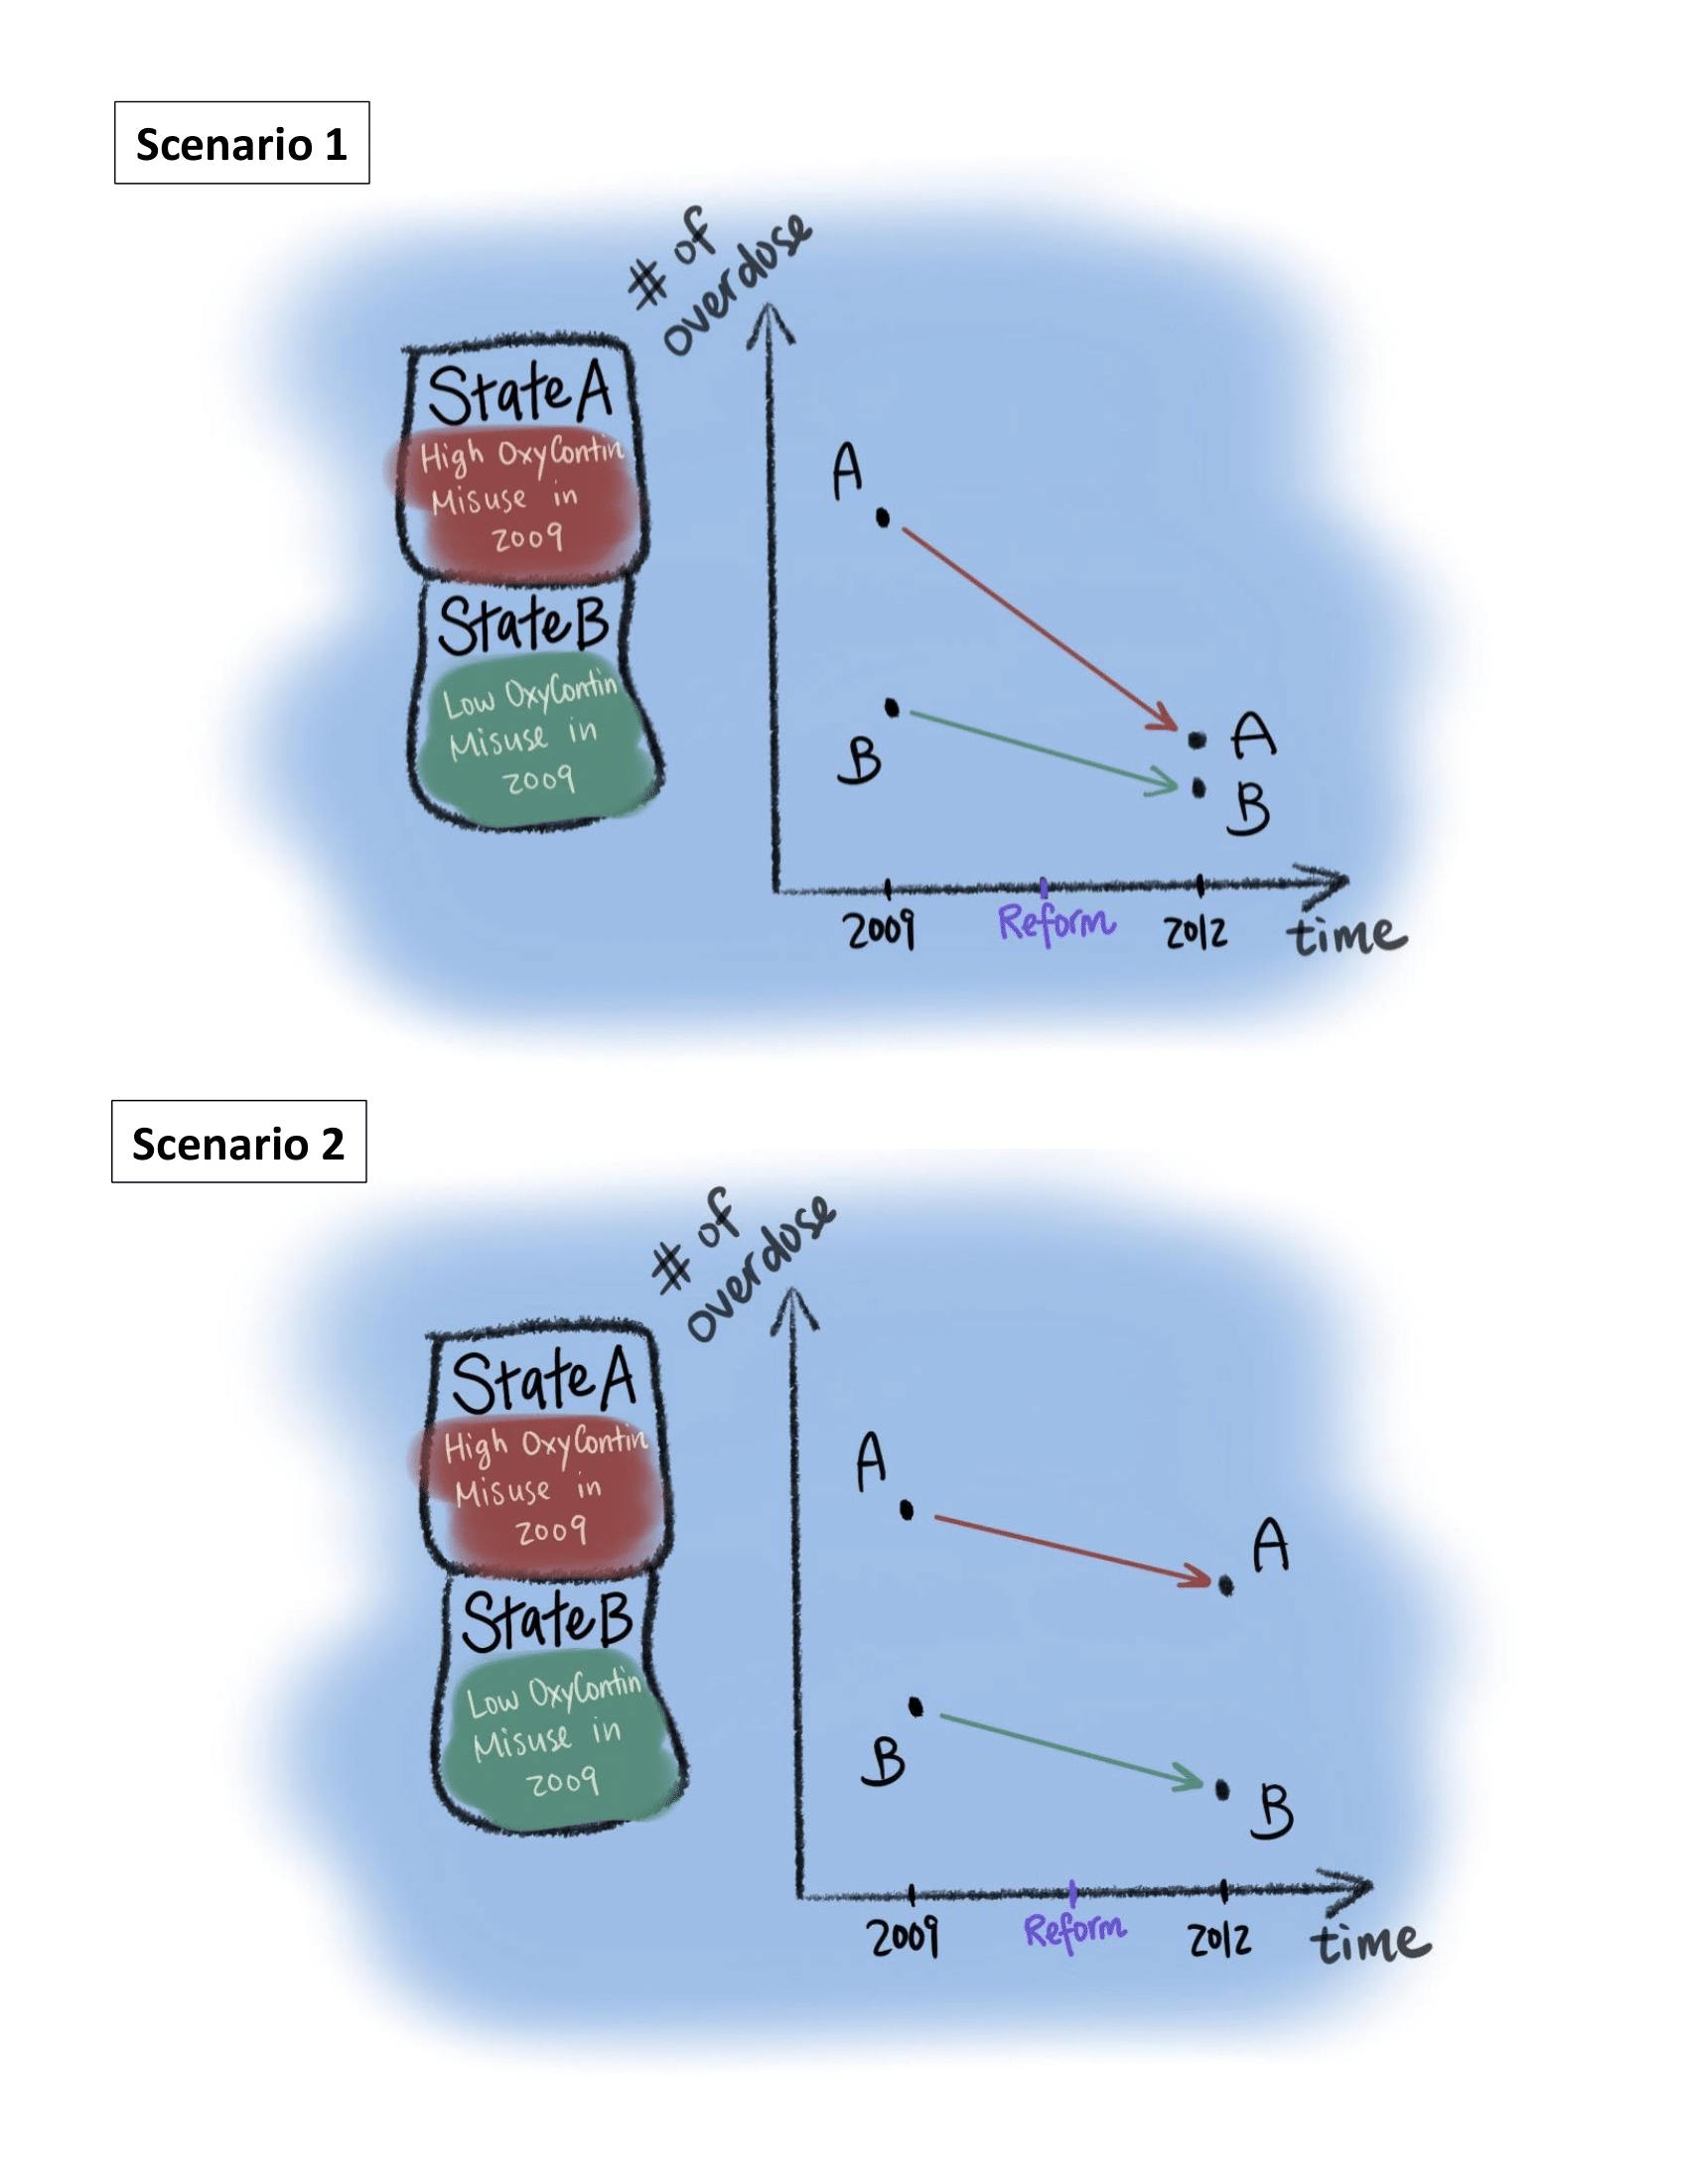 Scenario 1
# of
overdose
State A
High OxyContin
Misuse in
2009
State B
Low OxyContin
Misuse in
2009
A
B
A
B
2009
Reform
2012
time
Scenario 2
# of
overdose
State A
High OxyContin
Misuse in
2009
State B
Low OxyContin
Misuse in
2009
A
A
B
B
2009
Reform
2012
time